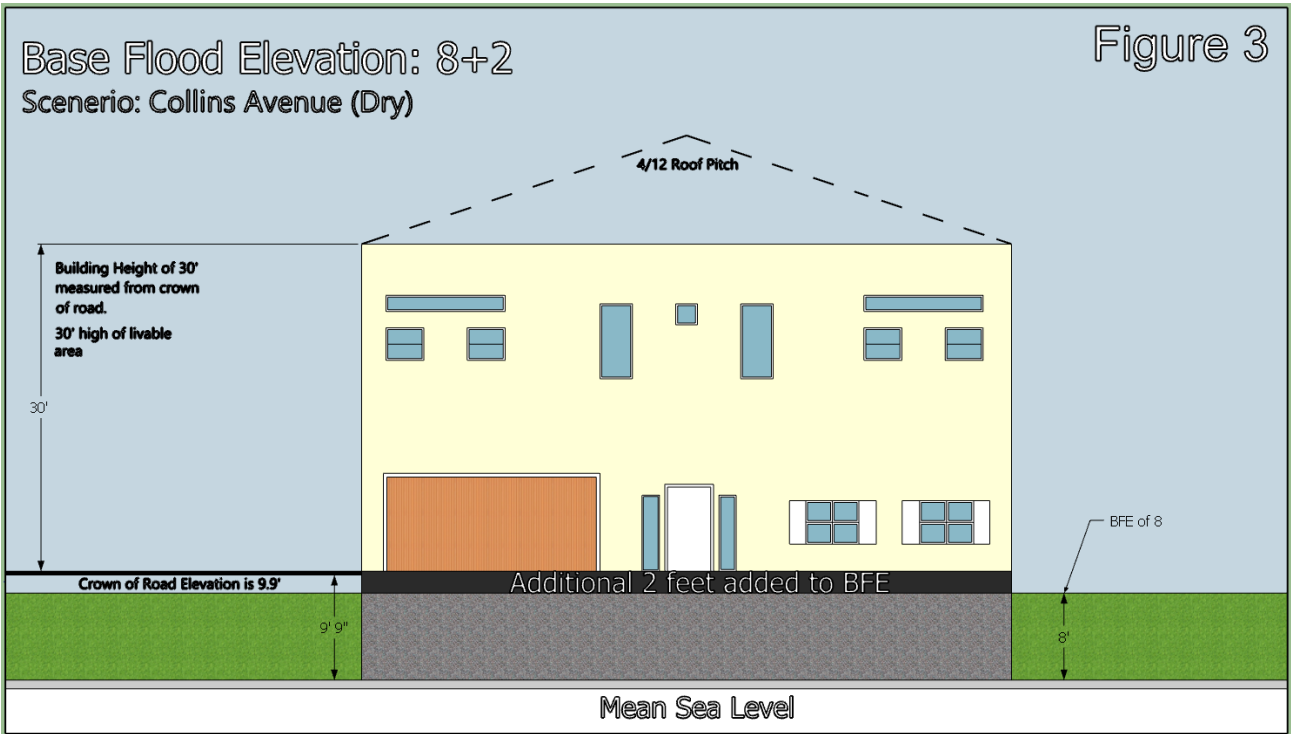 Base Flood Elevation: 8+2
Figure 3
Scenerio: Collins Avenue (Dry)
4/12 Roof Pitch
Building Height of 30'
measured from crown
of road.
30' high of livable
area
30'
BFE of 8
Crown of Road Elevation is 9.9'
Additional 2 feet added to BFE
9' 9"
8'
Mean Sea Level